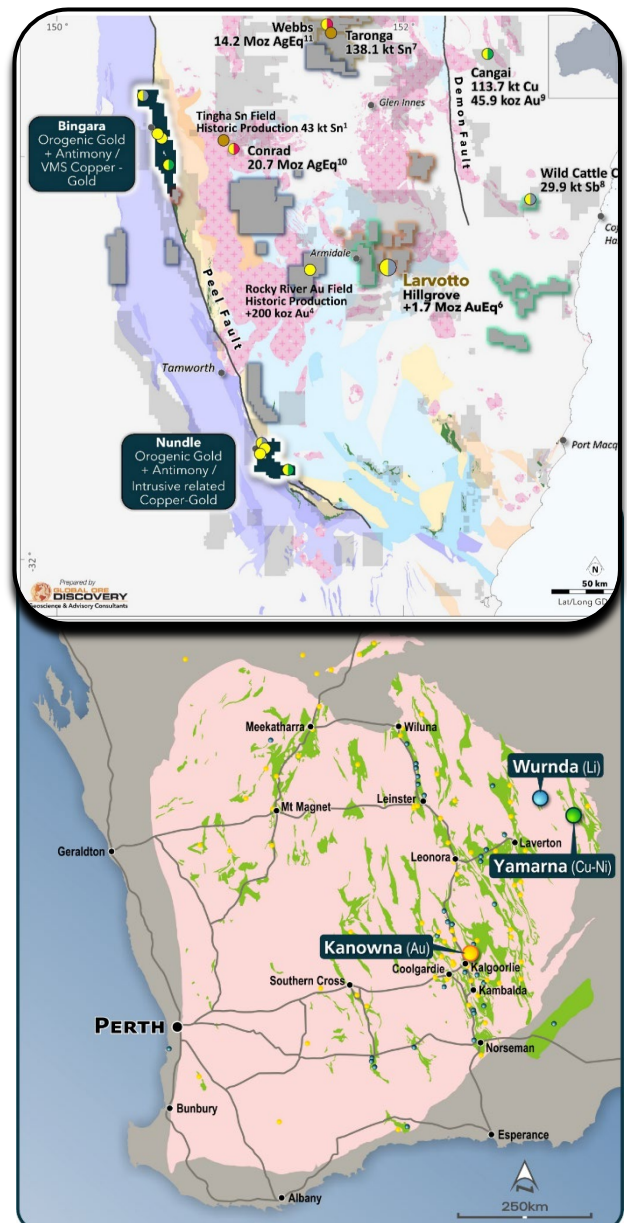 150°
152°
Webbs
14.2 Moz AgEq11
Taronga
138.1 kt Sn7
Cangai
113.7 kt Cu
45.9 koz Au9
Demon Fault
Glen Innes
Bingara
Orogenic Gold
+ Antimony /
VMS Copper -
Gold
Tingha Sn Field
Historic Production 43 kt Sn1
Conrad
20.7 Moz AgEq10
Wild Cattle C
29.9 kt Sb8
Armidale
Rocky River Au Field
Historic Production
+200 koz Au4
Larvotto
Hillgrove
+1.7 Moz AuEq6
Peel Fault
Tamworth
Nundle
Orogenic Gold
+ Antimony /
Intrusive related
Copper-Gold
Port Macq
-32°
Prepared by
GLOBAL ORE
DISCOVERY
Geoscience & Advisory Consultants
N
50 km
Lat/Long GD
Meekatharra
Wiluna
Wurnda (Li)
Leinster
Mt Magnet
Geraldton
Laverton
Leonora
Yamarna (Cu-Ni)
Kanowna (Au)
Kalgoorlie
Coolgardie
Southern Cross
Kambalda
PERTH
Norseman
Bunbury
Esperance
Albany
N
250km